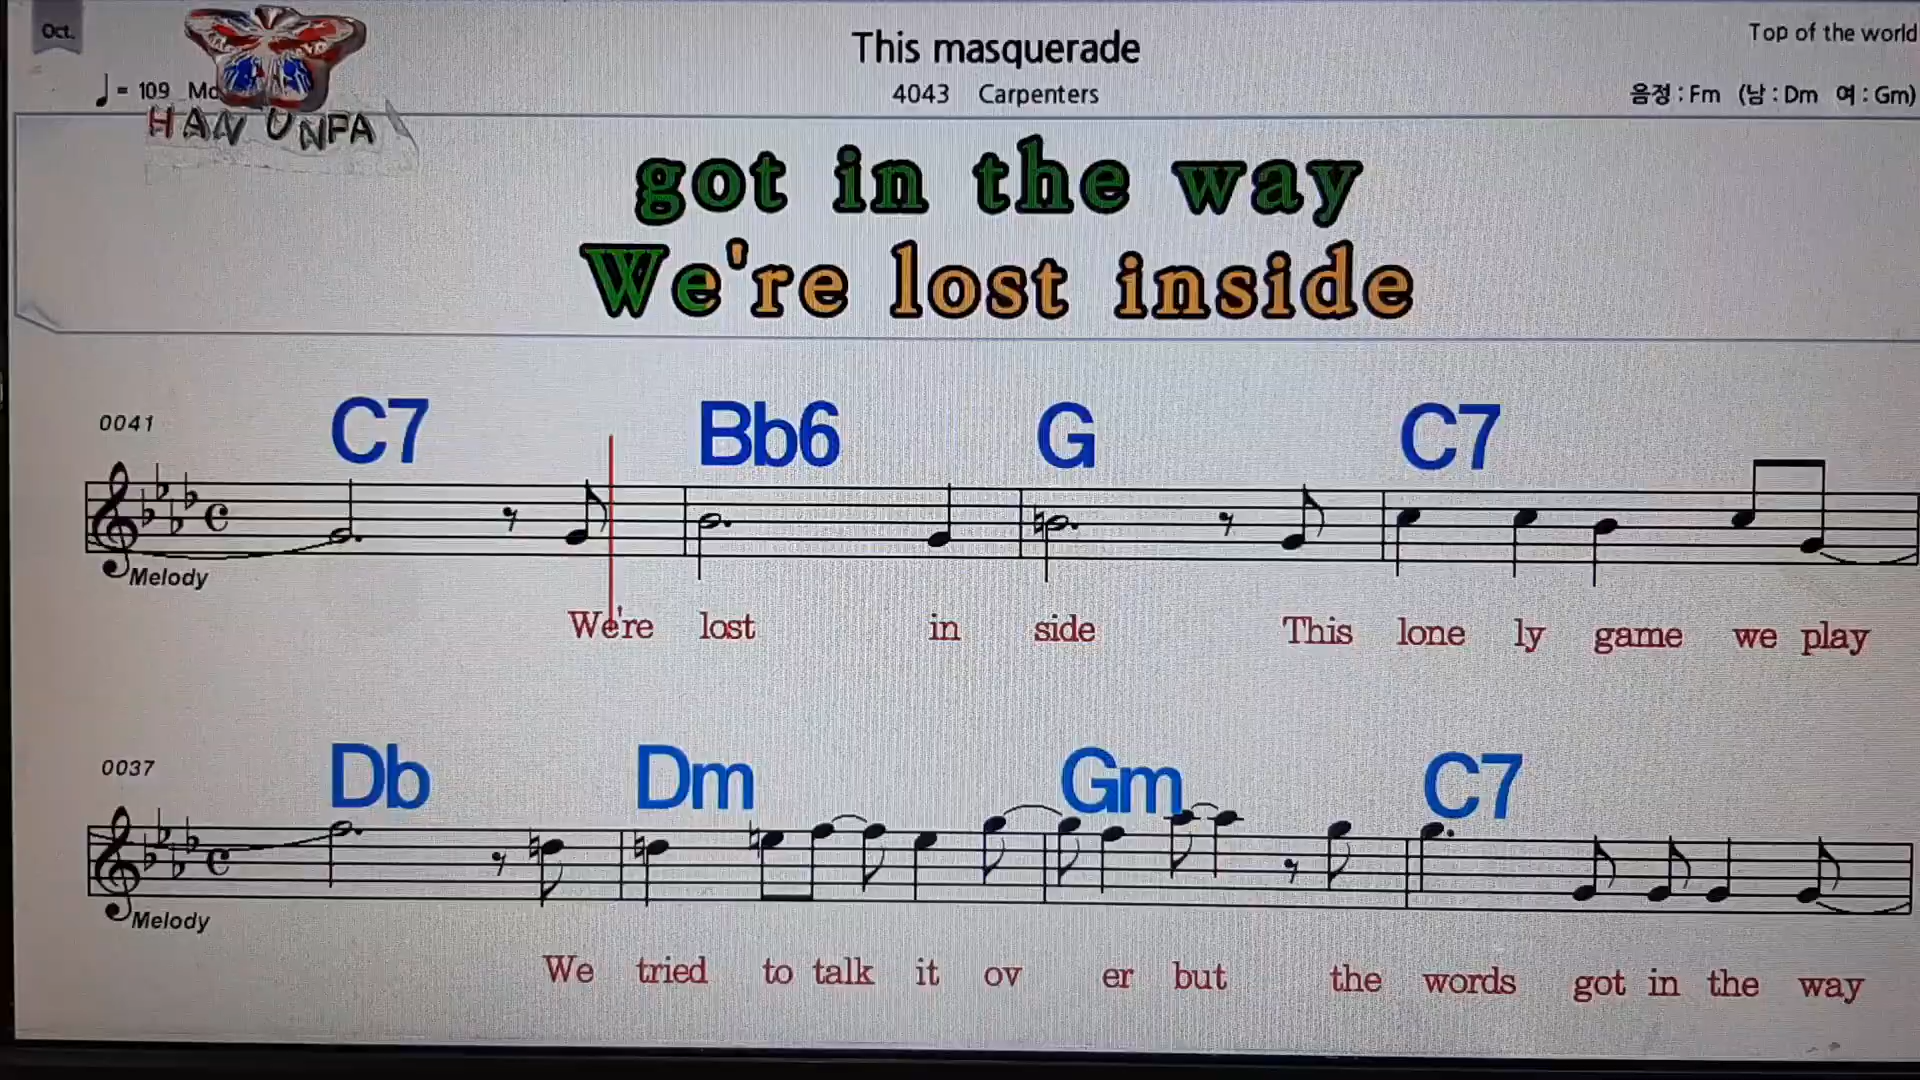 Oct.
This masquerade
Top of the world
= 109
4043 Carpenters
음정 : Fm (남 : Dm 여 : Gm)
HAN UNPA
got in the way
We're lost inside
0041
C7 Bb6 G C7
Melody
We're lost in side This lone ly game we play
0037
Db Dm Gm C7
Melody
We tried to talk it ov er but the words got in the way